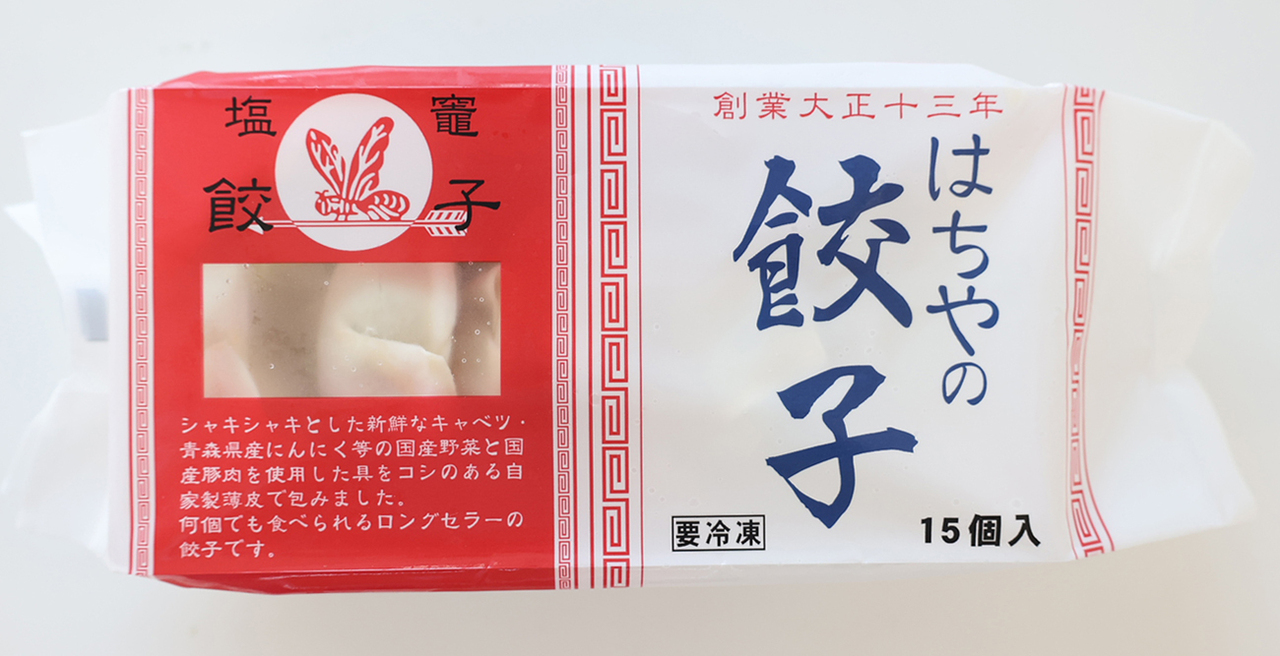 塩竈
餃子
シャキシャキとした新鮮なキャベツ・
青森県産にんにく等の国産野菜と国
産豚肉を使用した具をコシのある自
家製薄皮で包みました。
何個でも食べられるロングセラーの
餃子です。
創業大正十三年
はちやの
餃子
要冷凍
15個入